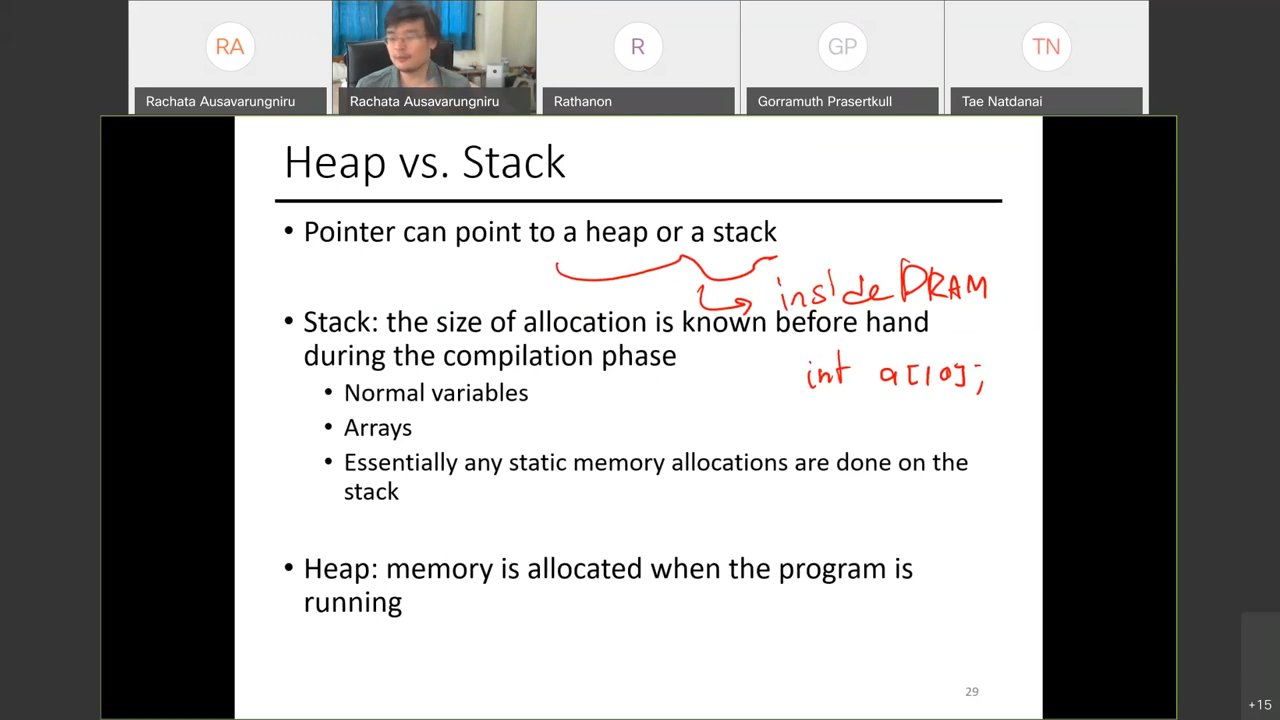 RA
R
GP
TN
Rachata Ausavarungniru
Rachata Ausavarungniru
Rathanon
Gorramuth Prasertkull
Tae Natdanai
Heap vs. Stack
• Pointer can point to a heap or a stack
inside DRAM
• Stack: the size of allocation is known before hand
during the compilation phase
int a[10];
• Normal variables
• Arrays
• Essentially any static memory allocations are done on the
stack
• Heap: memory is allocated when the program is
running
29
+15